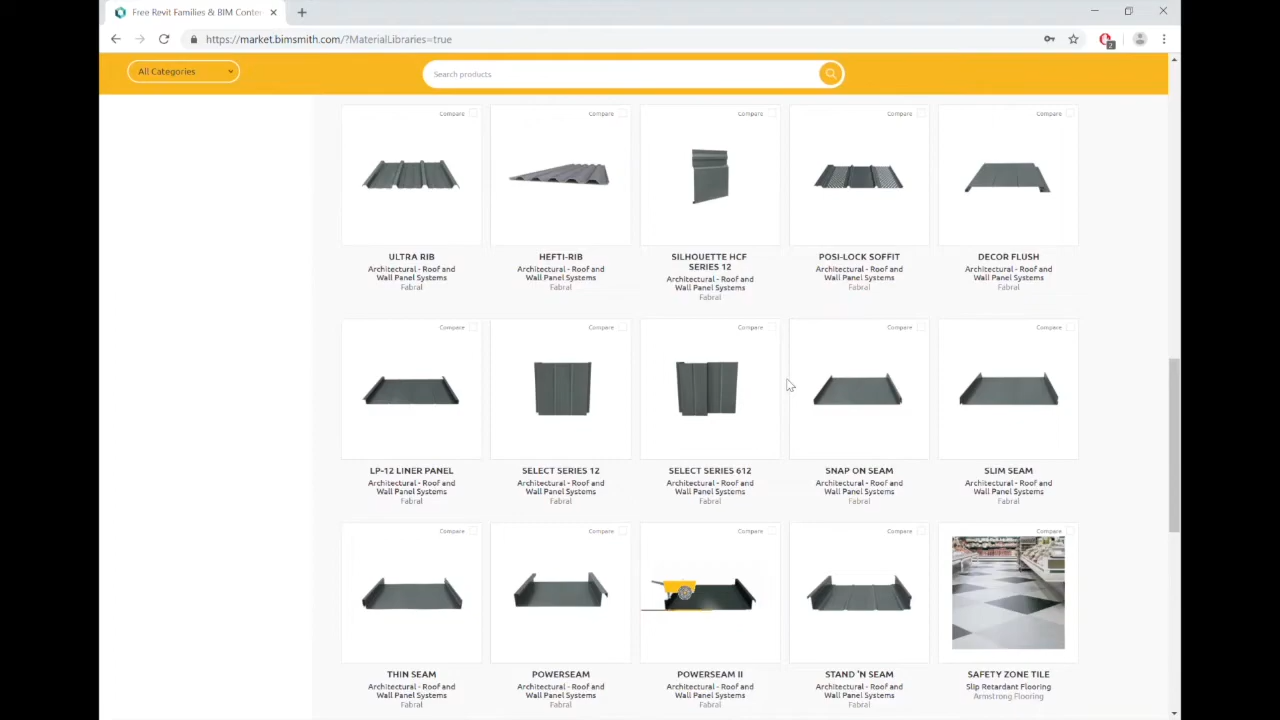 Free Revit Families & BIM Conte
https://market.bimsmith.com/?MaterialLibraries=true
2
All Categories
Search products
Compare
Compare
Compare
Compare
Compare
ULTRA RIB
Architectural - Roof and
Wall Panel Systems
Fabral
HEFTI-RIB
Architectural - Roof and
Wall Panel Systems
Fabral
SILHOUETTE HCF
SERIES 12
Architectural - Roof and
Wall Panel Systems
Fabral
POSI-LOCK SOFFIT
Architectural - Roof and
Wall Panel Systems
Fabral
DECOR FLUSH
Architectural - Roof and
Wall Panel Systems
Fabral
Compare
Compare
Compare
Compare
Compare
LP-12 LINER PANEL
Architectural - Roof and
Wall Panel Systems
Fabral
SELECT SERIES 12
Architectural - Roof and
Wall Panel Systems
Fabral
SELECT SERIES 612
Architectural - Roof and
Wall Panel Systems
Fabral
SNAP ON SEAM
Architectural - Roof and
Wall Panel Systems
Fabral
SLIM SEAM
Architectural - Roof and
Wall Panel Systems
Fabral
Compare
Compare
Compare
Compare
Compare
THIN SEAM
Architectural - Roof and
Wall Panel Systems
Fabral
POWERSEAM
Architectural - Roof and
Wall Panel Systems
Fabral
POWERSEAM II
Architectural - Roof and
Wall Panel Systems
Fabral
STAND 'N SEAM
Architectural - Roof and
Wall Panel Systems
Fabral
SAFETY ZONE TILE
Slip Retardant Flooring
Armstrong Flooring